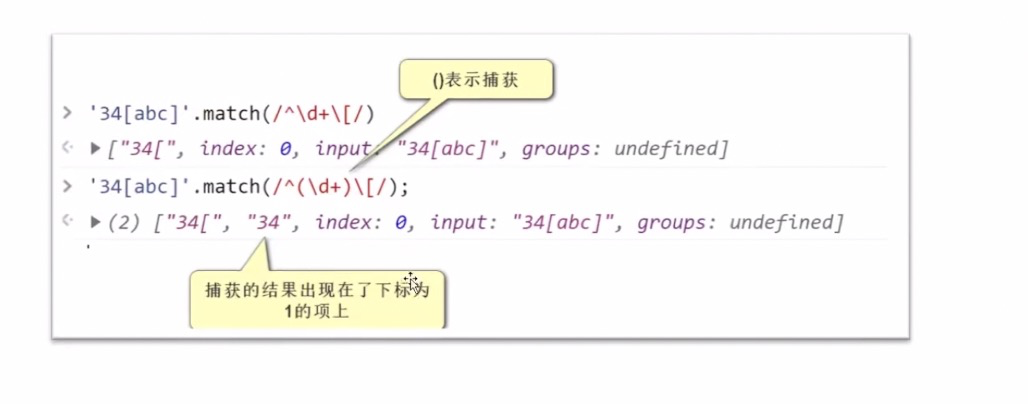 ()表示捕获
> '34[abc]'.match(/^\d+\[/)
["34[", index: 0, input: "34[abc]", groups: undefined]
> '34[abc]'.match(/^(\d+)\[/);
(2) ["34[", "34", index: 0, input: "34[abc]", groups: undefined]
捕获的结果出现在了下标为
1的项上